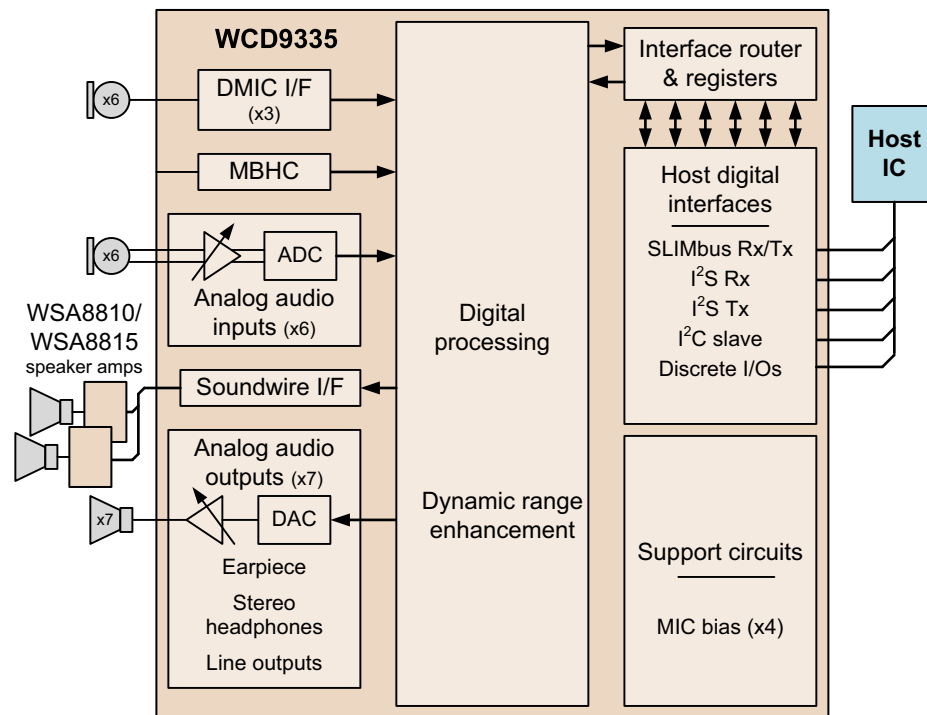 WCD9335
x6
DMIC I/F
(x3)
MBHC
x6
ADC
Analog audio
inputs (x6)
WSA8810/
WSA8815
speaker amps
Soundwire I/F
Analog audio
outputs (x7)
x7
DAC
Earpiece
Stereo
headphones
Line outputs
Digital
processing
Dynamic range
enhancement
Interface router
& registers
Host digital
interfaces
SLIMbus Rx/Tx
I²S Rx
I²S Tx
I²C slave
Discrete I/Os
Host
IC
Support circuits
MIC bias (x4)